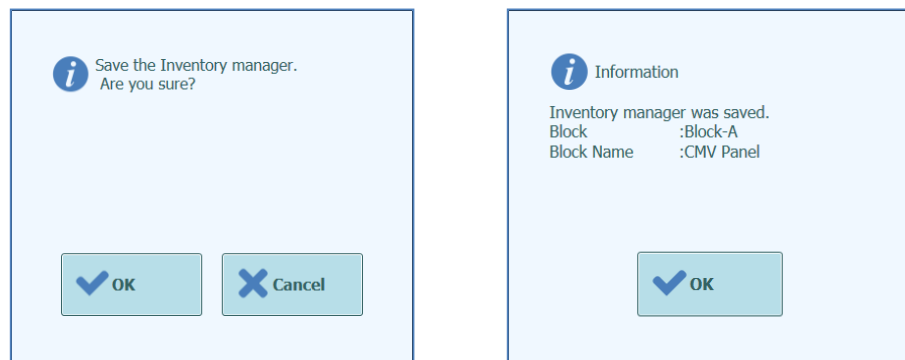 Save the Inventory manager.
Are you sure?
OK
Cancel
Information
Inventory manager was saved.
Block :Block-A
Block Name :CMV Panel
OK